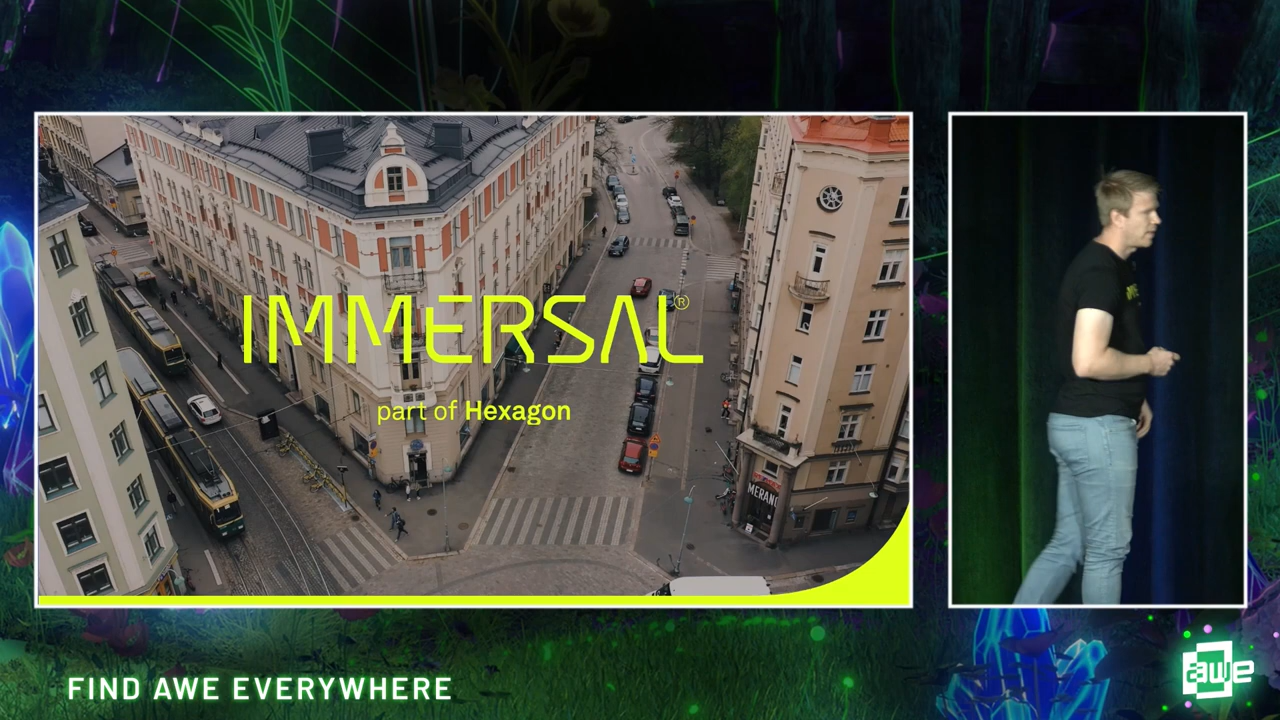 IMMERSAL®
part of Hexagon
MERANO
FIND AWE EVERYWHERE
awe